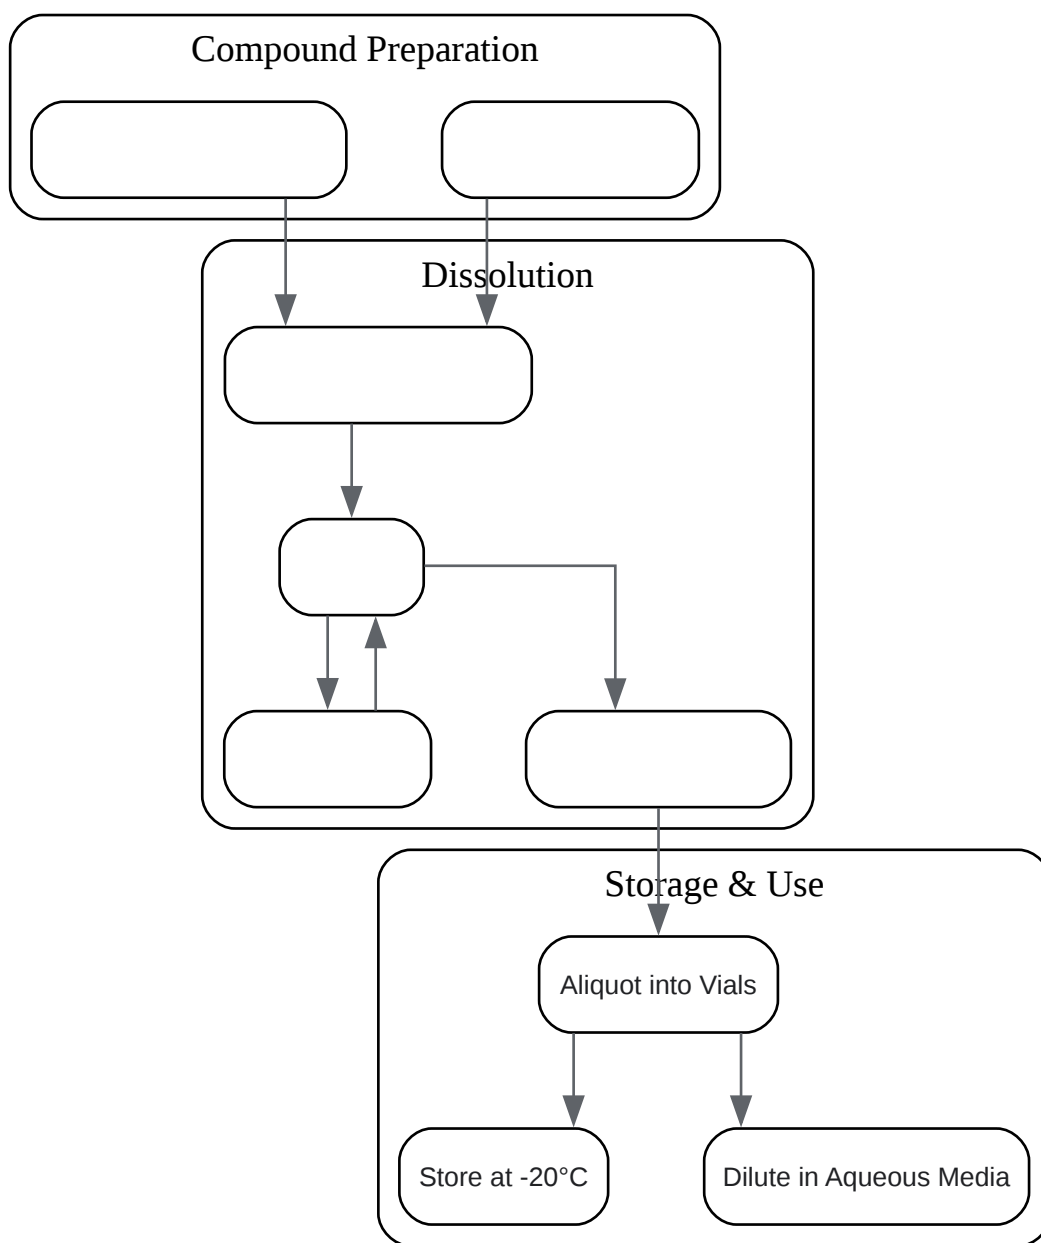 Compound Preparation
Dissolution
Storage & Use
Aliquot into Vials
Store at -20°C
Dilute in Aqueous Media